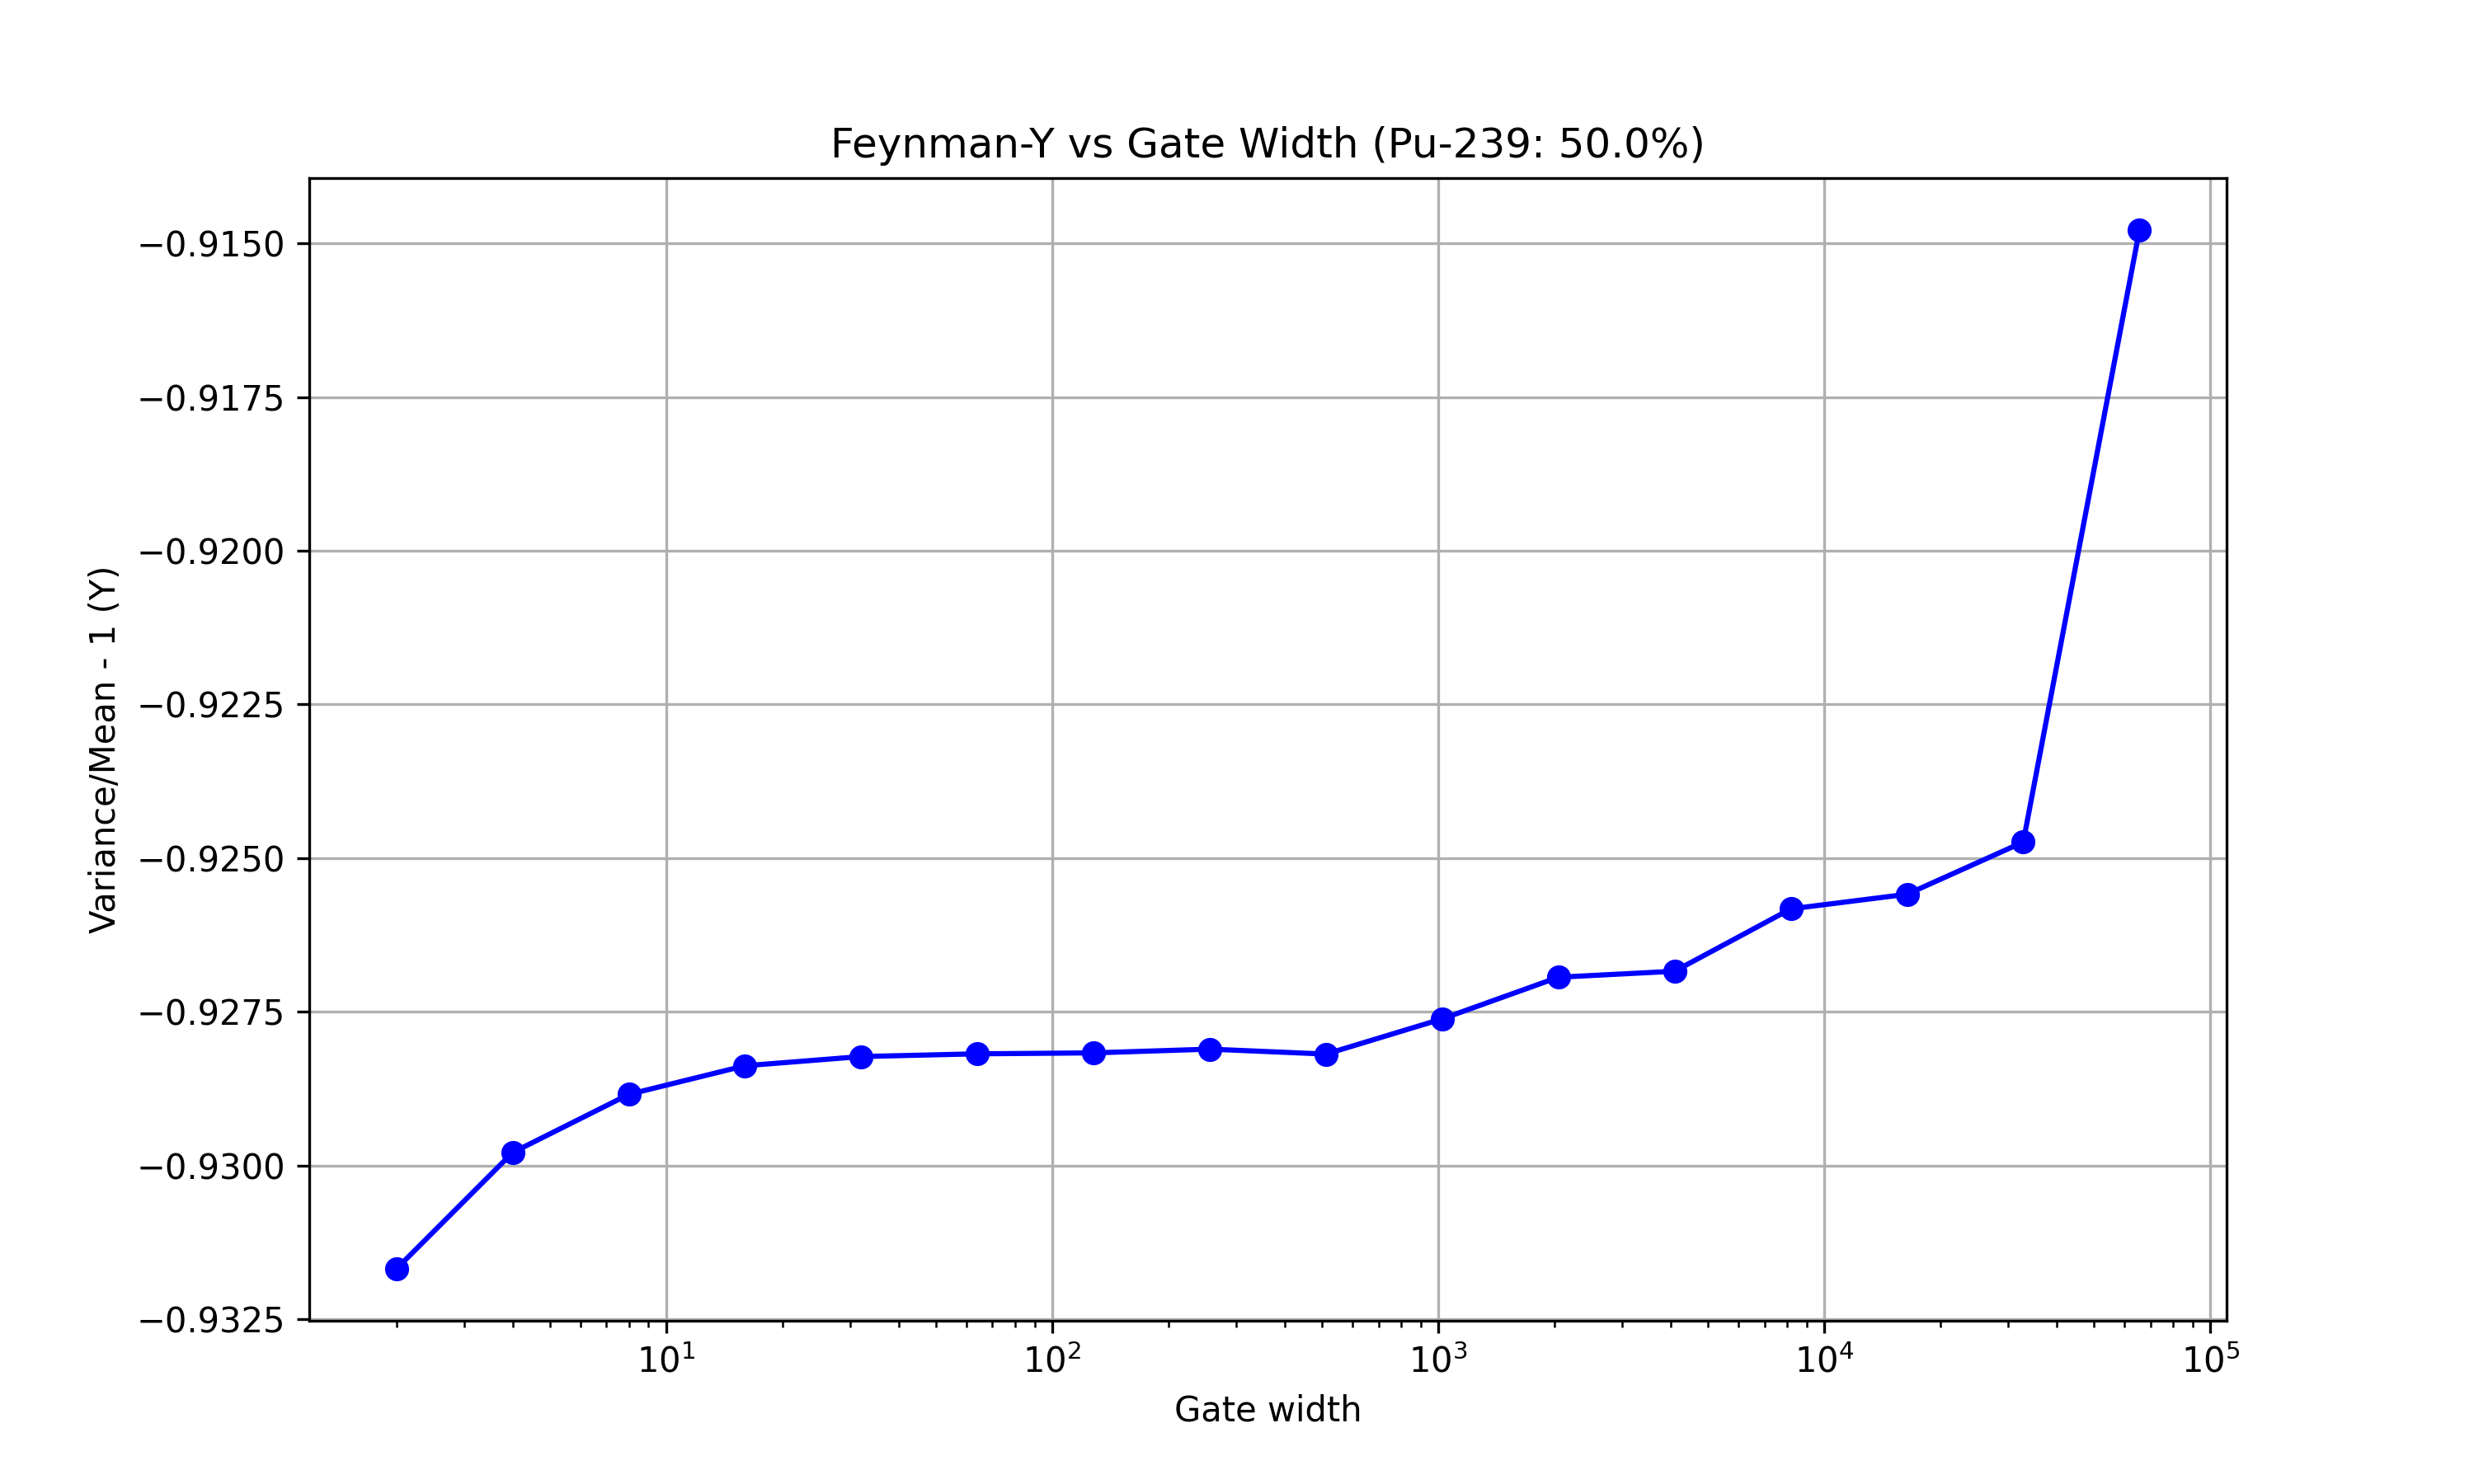 Feynman-Y vs Gate Width (Pu-239: 50.0%)
Variance/Mean - 1 (Y)
−0.9150
−0.9175
−0.9200
−0.9225
−0.9250
−0.9275
−0.9300
−0.9325
10¹ 10² 10³ 10⁴ 10⁵
Gate width